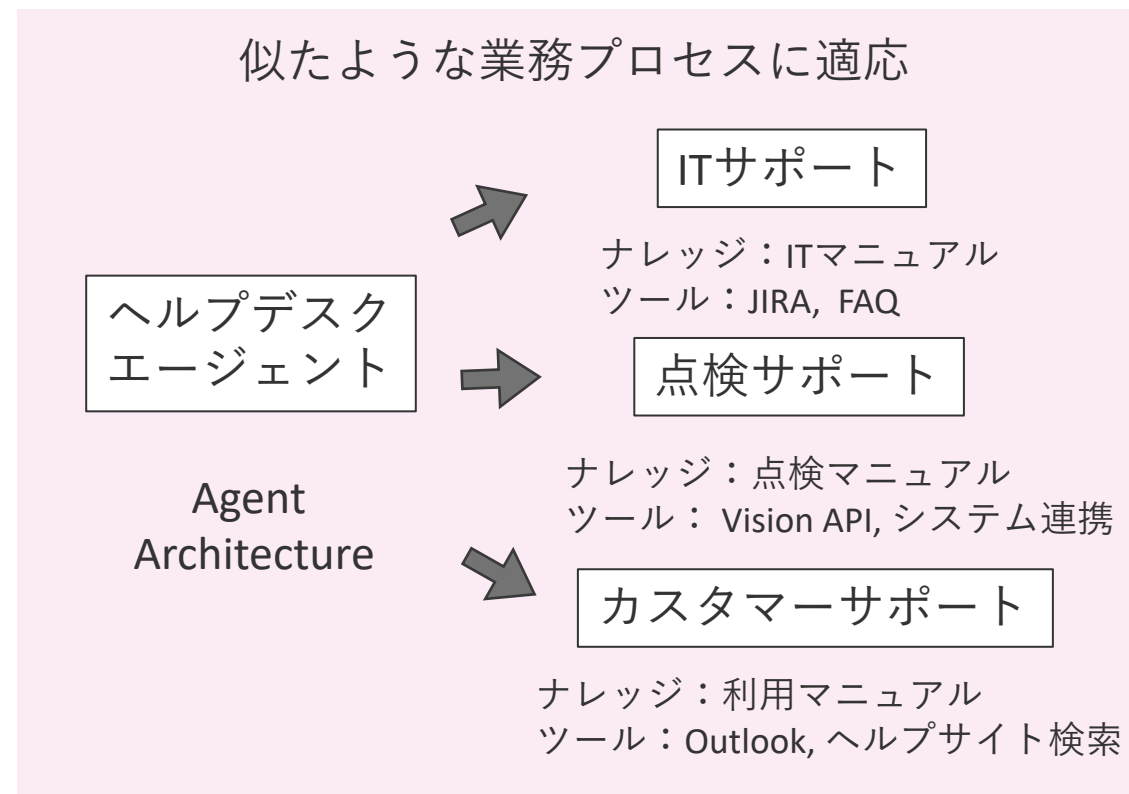 似たような業務プロセスに適応
ITサポート
ナレッジ：ITマニュアル
ツール：JIRA, FAQ
ヘルプデスク
エージェント
Agent
Architecture
点検サポート
ナレッジ：点検マニュアル
ツール： Vision API, システム連携
カスタマーサポート
ナレッジ：利用マニュアル
ツール：Outlook, ヘルプサイト検索